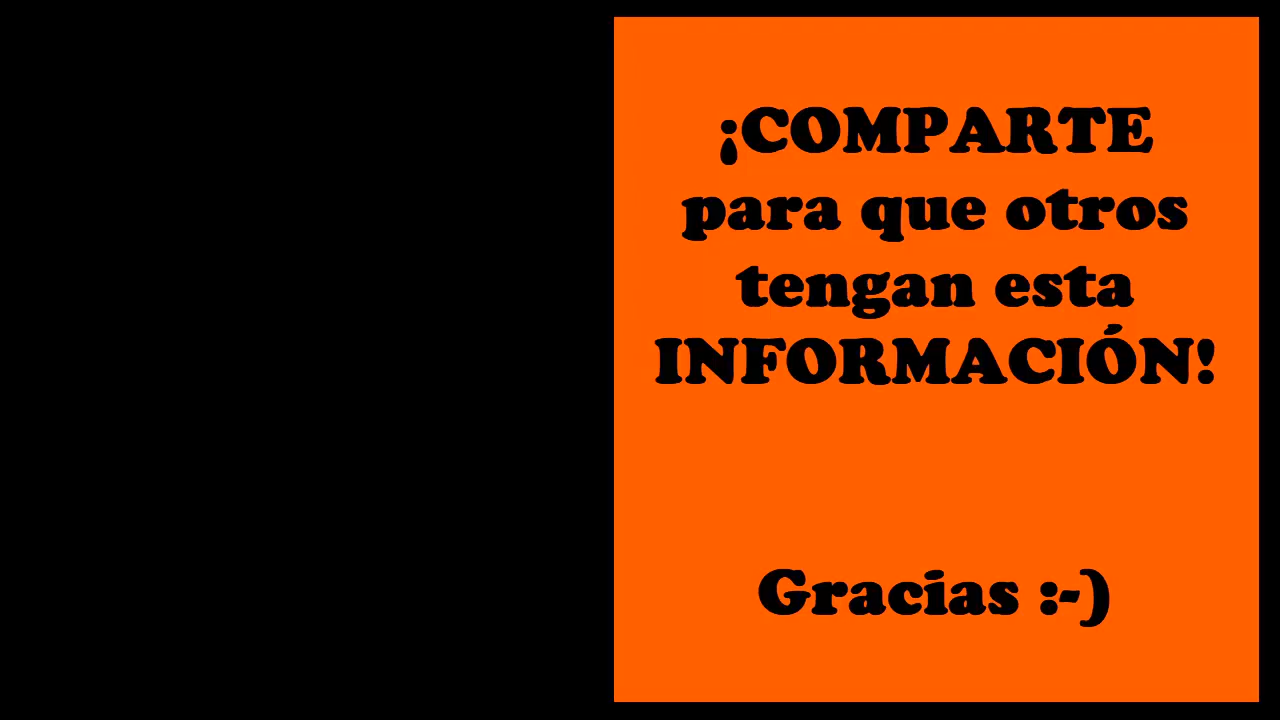 ¡COMPARTE
para que otros
tengan esta
INFORMACIÓN!
Gracias :-)